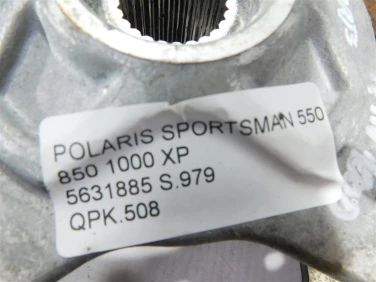 POLARIS SPORTSMAN 550
850 1000 XP
5631885 S.979
QPK.508